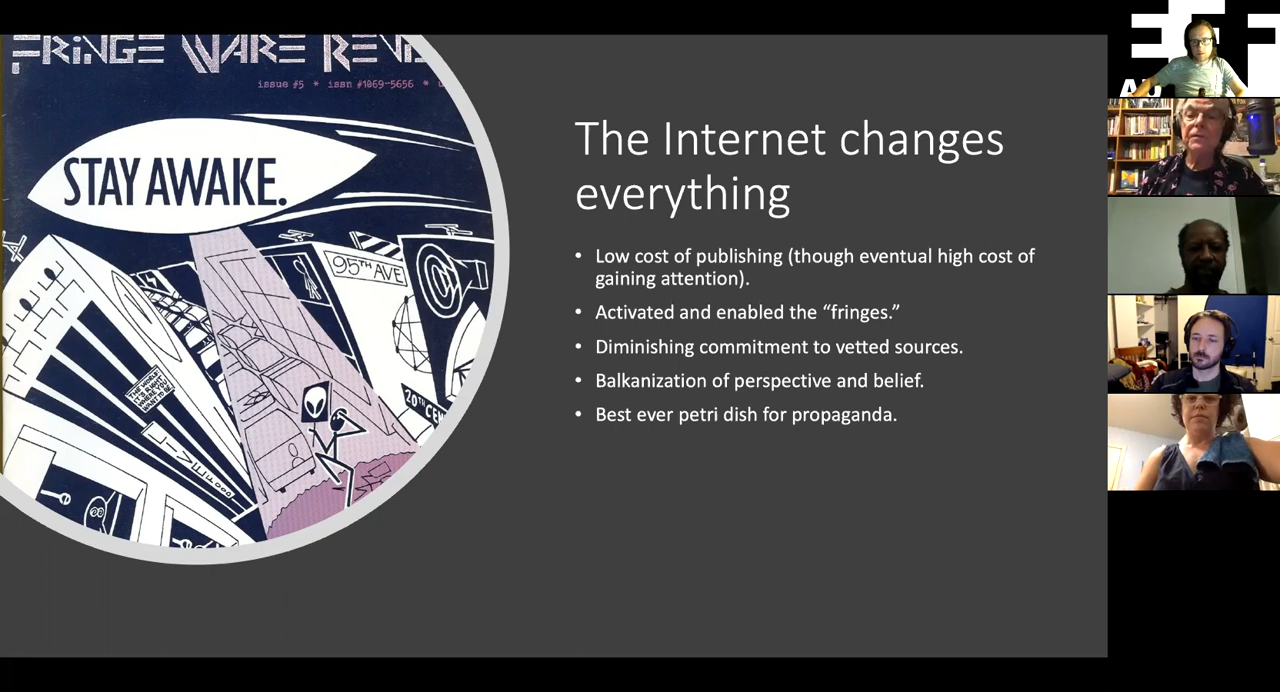 FRINGE WARE
issue #5 * issn #1069-5656 *
STAY AWAKE.
95TH AVE
20TH
The Internet changes
everything
• Low cost of publishing (though eventual high cost of
gaining attention).
• Activated and enabled the “fringes.”
• Diminishing commitment to vetted sources.
• Balkanization of perspective and belief.
• Best ever petri dish for propaganda.